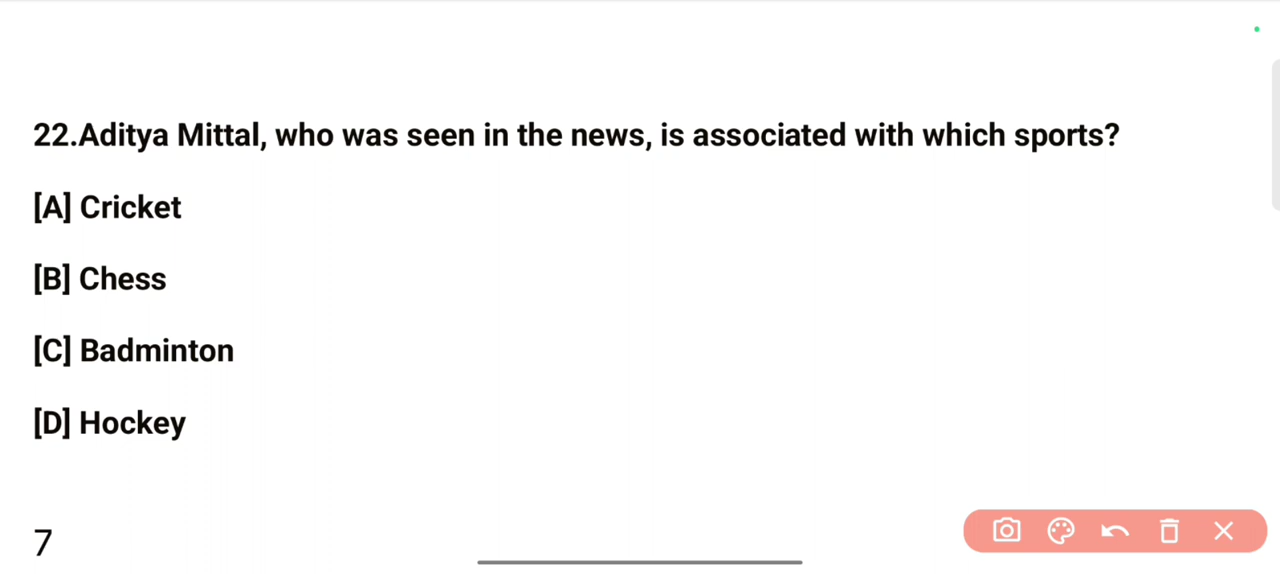 22.Aditya Mittal, who was seen in the news, is associated with which sports?
[A] Cricket
[B] Chess
[C] Badminton
[D] Hockey
7